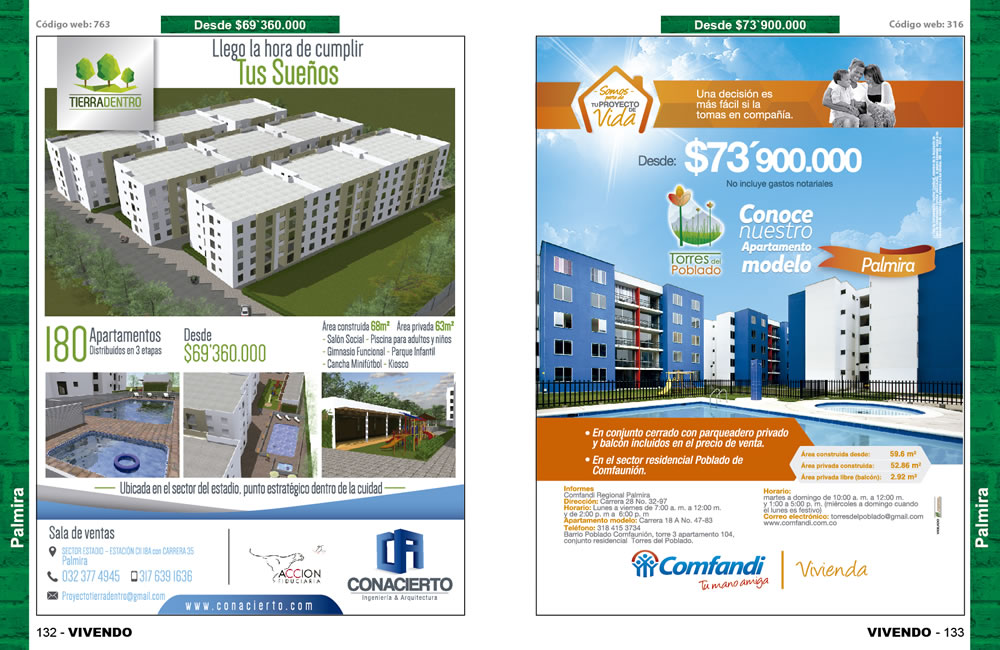 Código web: 763
Desde $69`360.000
TIERRADENTRO
Llego la hora de cumplir
Tus Sueños
180 Apartamentos
Distribuidos en 3 etapas
Desde
$69'360.000
Área construida 68m² Área privada 63m²
- Salón Social - Piscina para adultos y niños
- Gimnasio Funcional - Parque Infantil
- Cancha Minifútbol - Kiosco
Ubicada en el sector del estadio, punto estratégico dentro de la cuidad
Sala de ventas
SECTOR ESTADIO - ESTACIÓN Cll 18A con CARRERA 35
Palmira
032 377 4945 317 639 1636
Proyectotierradentro@gmail.com
ACCION
FIDUCIARIA
CONACIERTO
Ingeniería & Arquitectura
www.conacierto.com
Palmira
132 - VIVENDO
Desde $73`900.000
Código web: 316
Somos
parte de
TU PROYECTO
DE
Vida
Una decisión es
más fácil si la
tomas en compañía.
Desde: $73´900.000
No incluye gastos notariales
Torres del
Poblado
Conoce
nuestro
Apartamento
modelo
Palmira
• En conjunto cerrado con parqueadero privado
y balcón incluidos en el precio de venta.
• En el sector residencial Poblado de
Comfaunión.
Área construida desde: 59.6 m²
Área privada construida: 52.86 m²
Área privada libre (balcón): 2.92 m²
Informes
Comfandi Regional Palmira
Dirección: Carrera 28 No. 32-97
Horario: Lunes a viernes de 7:00 a. m. a 12:00 m.
y de 2:00 p. m a 6:00 p. m
Apartamento modelo: Carrera 18 A No. 47-83
Teléfono: 318 415 3734
Barrio Poblado Comfaunión, torre 3 apartamento 104,
conjunto residencial Torres del Poblado.
Horario:
martes a domingo de 10:00 a. m. a 12:00 m.
y 1:00 a 5:00 p. m. (miércoles a domingo cuando
el lunes es festivo)
Correo electrónico: torresdelpoblado@gmail.com
www.comfandi.com.co
Comfandi
Tu mano amiga
Vivienda
Palmira
VIVENDO - 133